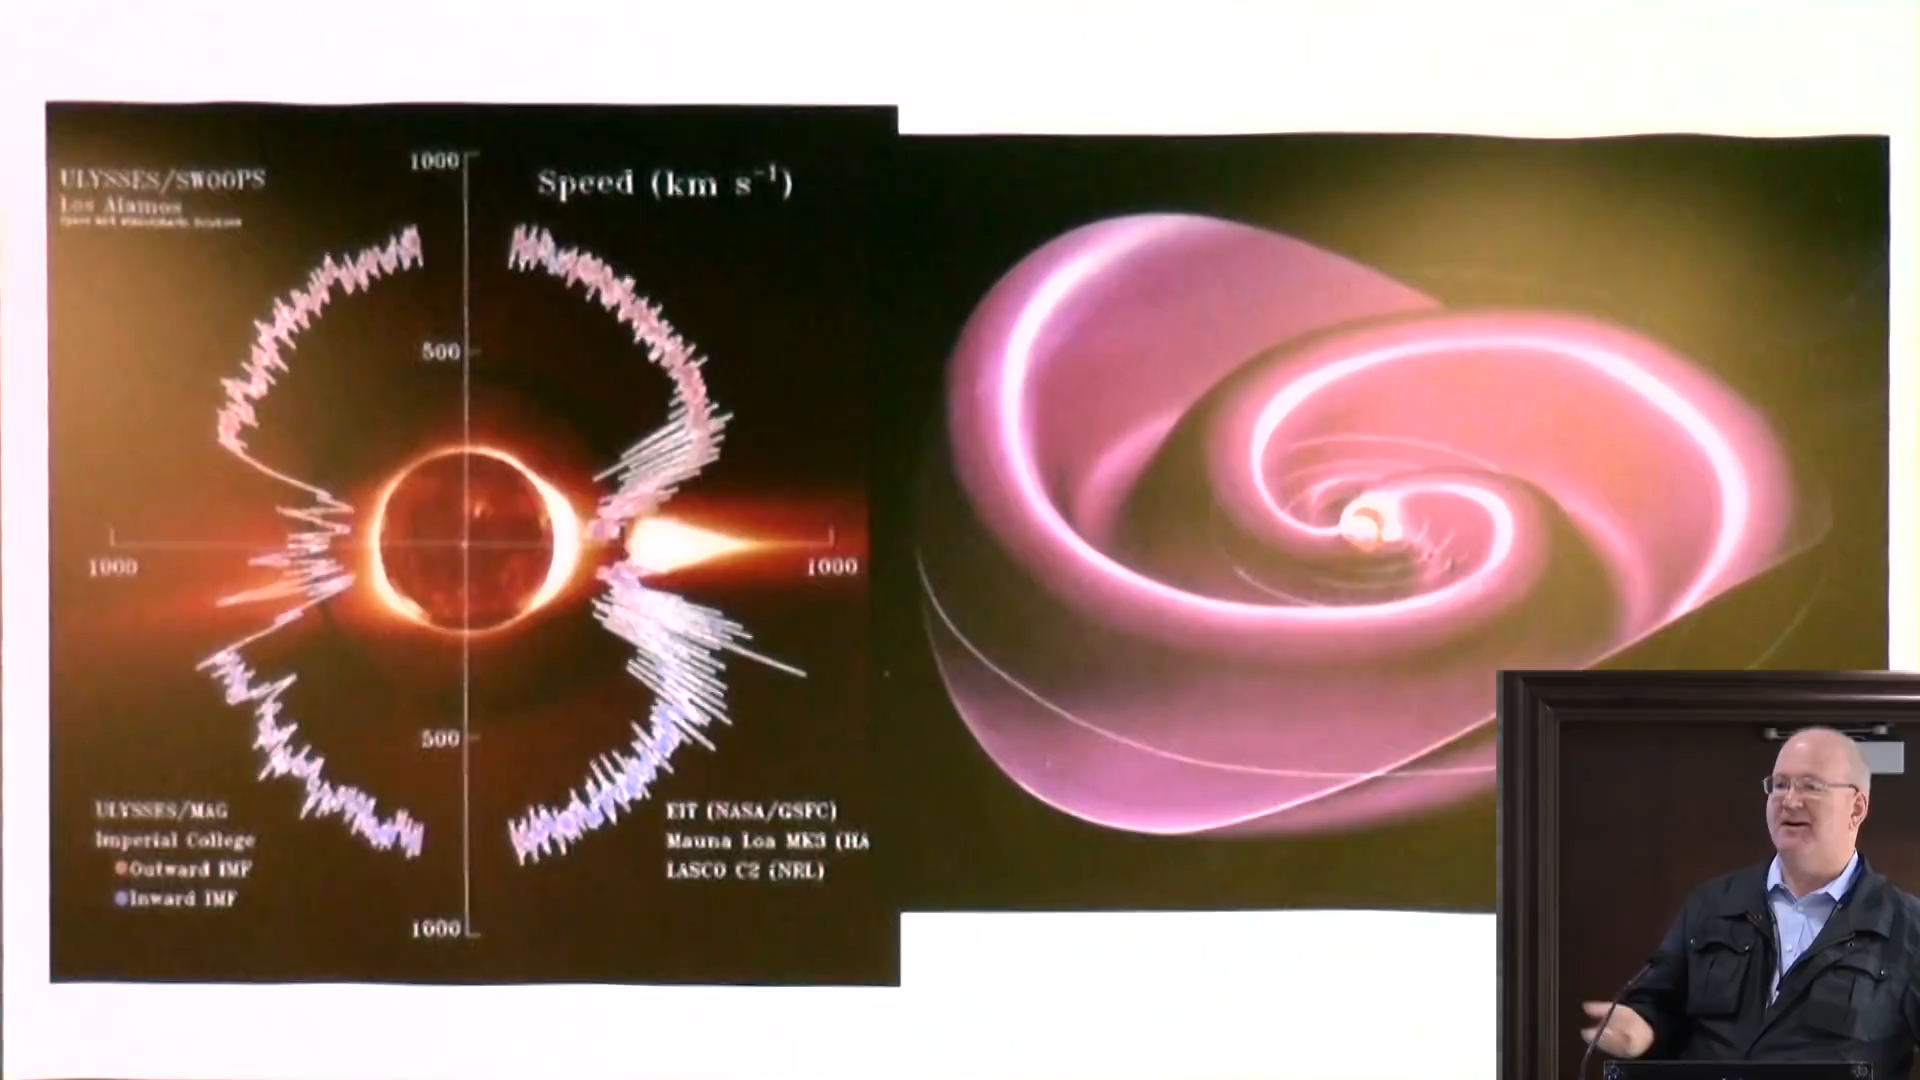 ULYSSES/SWOOPS
Los Alamos
Speed (km s⁻¹)
1000
500
1000
1000
500
1000
ULYSSES/MAG
Imperial College
Outward IMF
Inward IMF
EIT (NASA/GSFC)
Mauna Loa MK3 (HA
LASCO C2 (NRL)